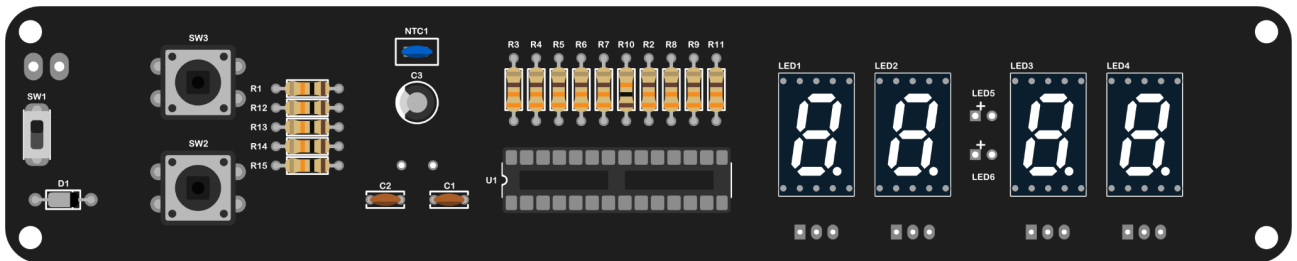 SW1
D1
SW3
SW2
R1
R12
R13
R14
R15
NTC1
C3
C2
C1
R3 R4 R5 R6 R7 R10 R2 R8 R9 R11
U1
LED1
LED2
LED5
+
+
LED6
LED3
LED4